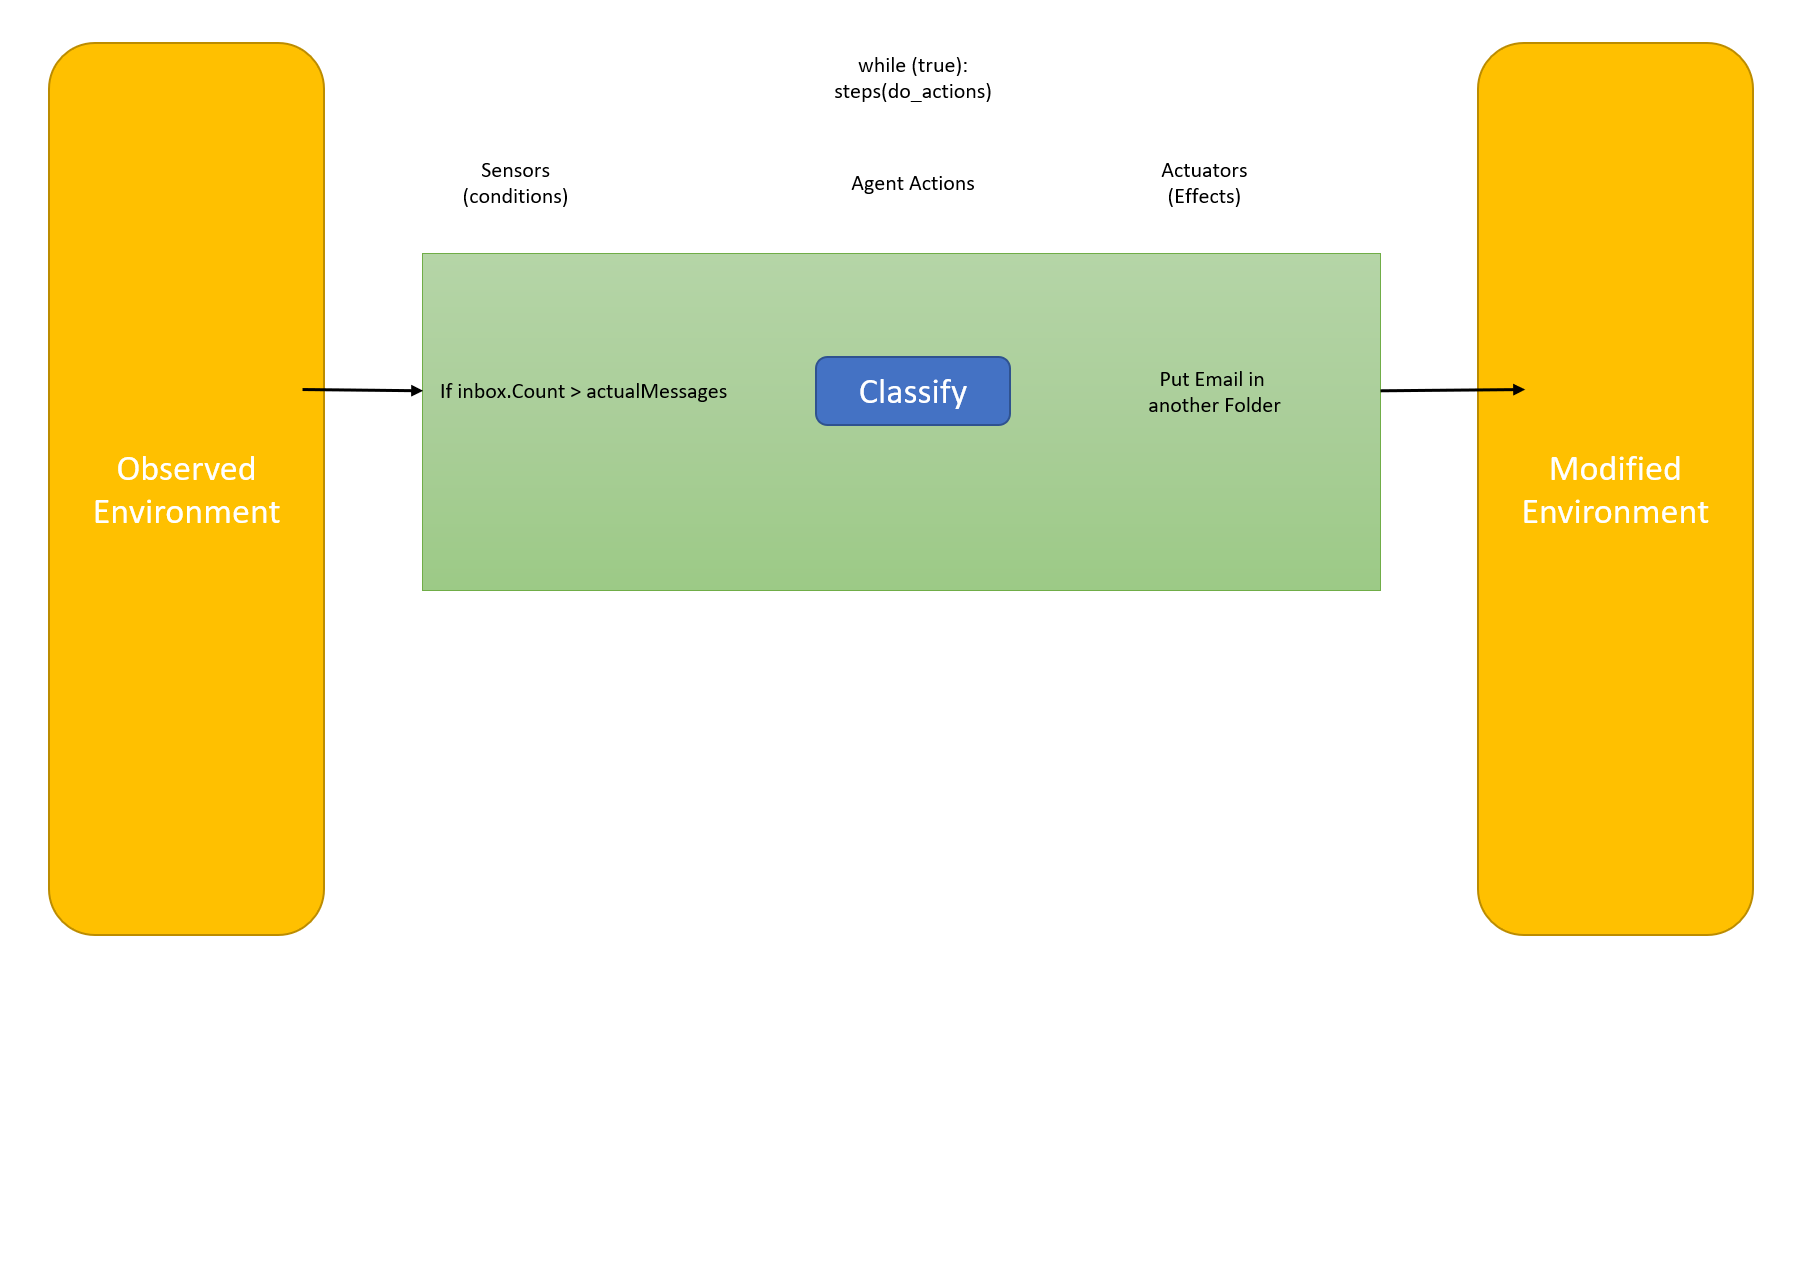 while (true):
steps(do_actions)
Sensors
(conditions)
Agent Actions
Actuators
(Effects)
If inbox.Count > actualMessages
Classify
Put Email in
another Folder
Observed
Environment
Modified
Environment